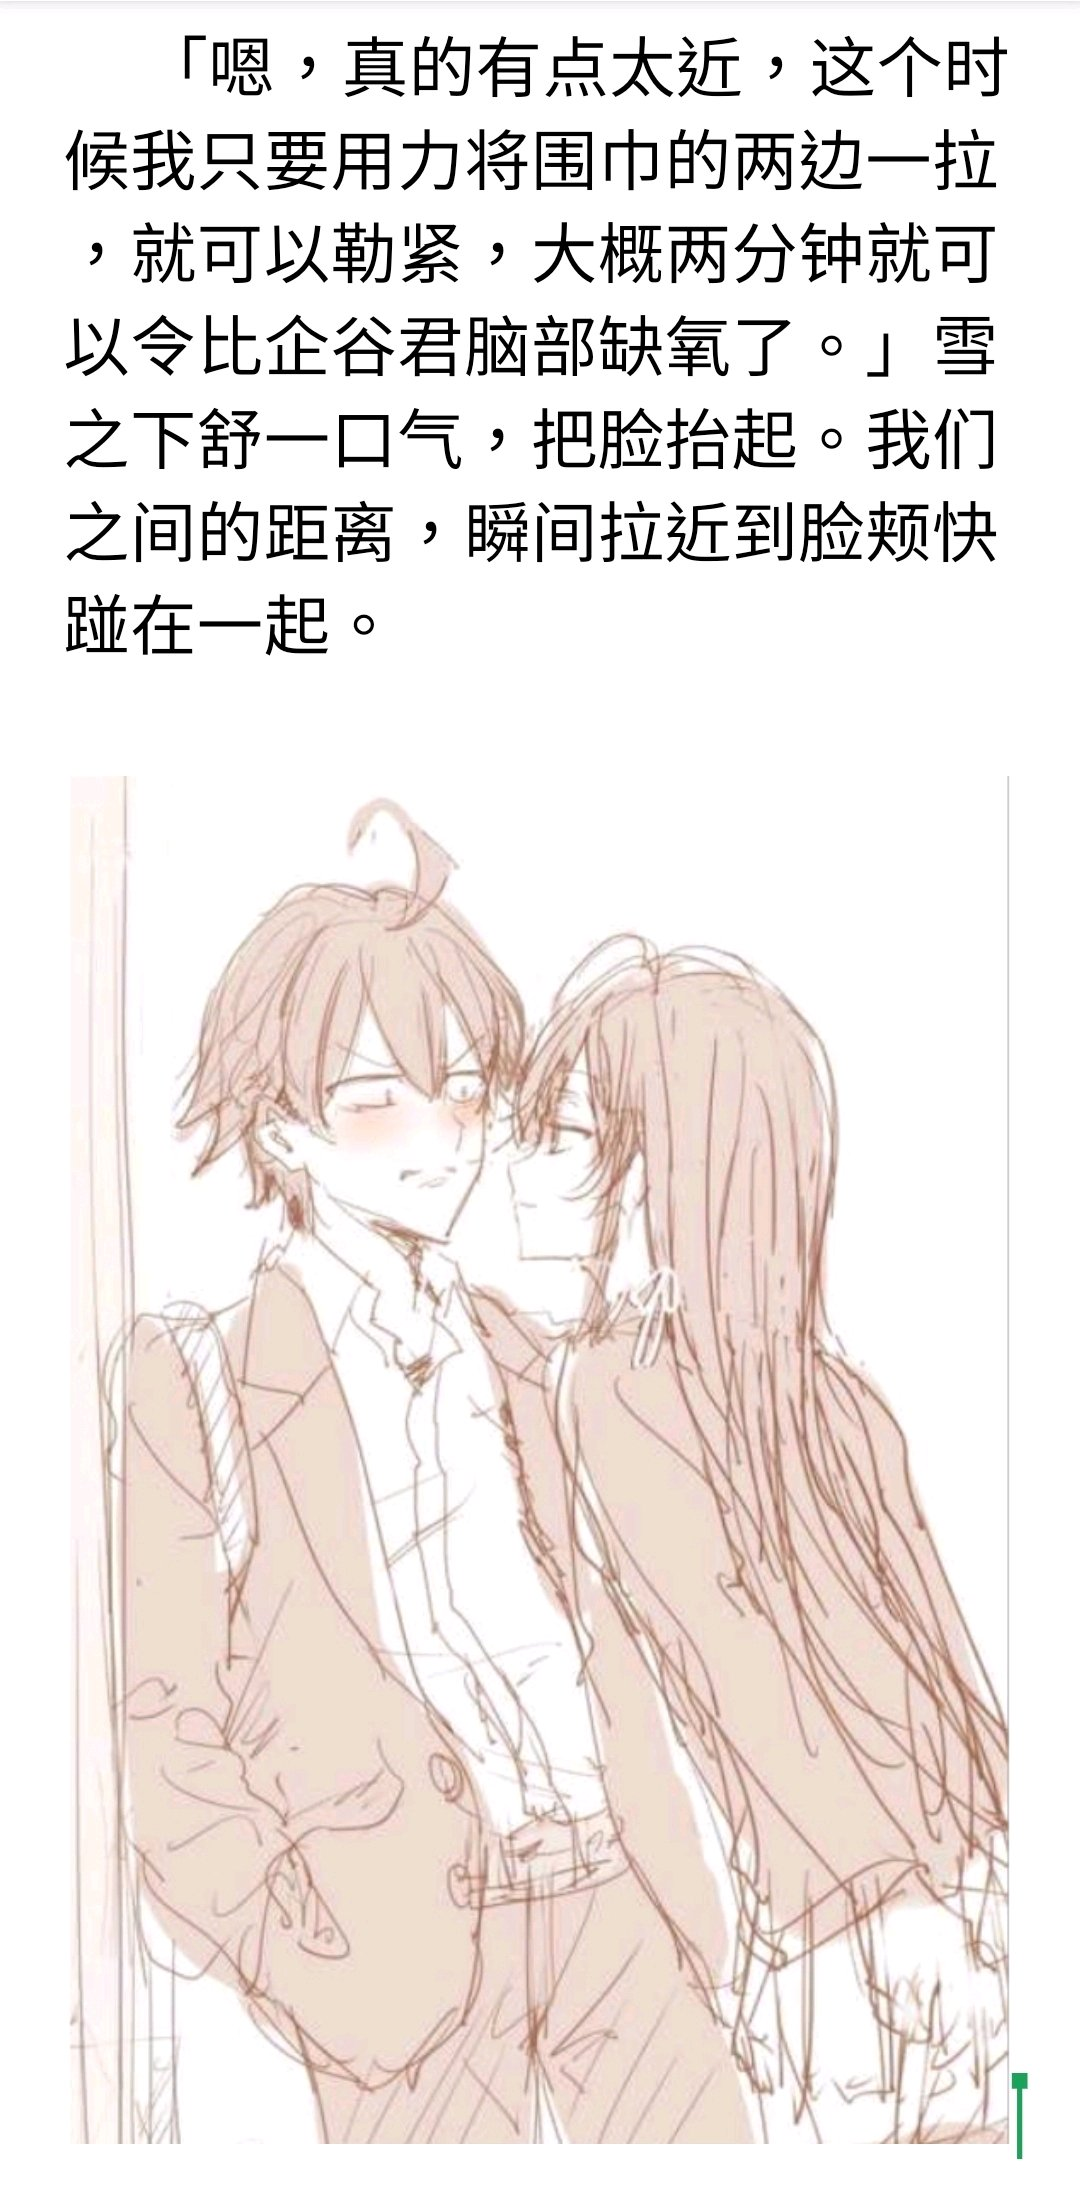 「嗯，真的有点太近，这个时
候我只要用力将围巾的两边一拉
，就可以勒紧，大概两分钟就可
以令比企谷君脑部缺氧了。」雪
之下舒一口气，把脸抬起。我们
之间的距离，瞬间拉近到脸颊快
踫在一起。